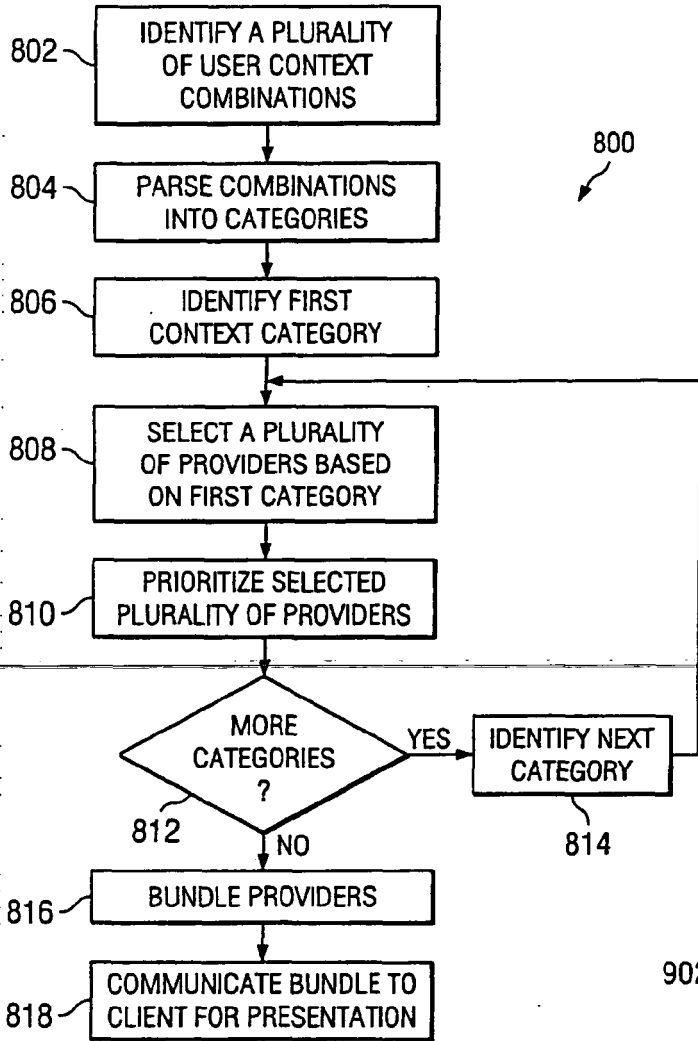 802
IDENTIFY A PLURALITY
OF USER CONTEXT
COMBINATIONS
800
804
PARSE COMBINATIONS
INTO CATEGORIES
806
IDENTIFY FIRST
CONTEXT CATEGORY
808
SELECT A PLURALITY
OF PROVIDERS BASED
ON FIRST CATEGORY
810
PRIORITIZE SELECTED
PLURALITY OF PROVIDERS
MORE
CATEGORIES
?
812
YES
IDENTIFY NEXT
CATEGORY
814
NO
816
BUNDLE PROVIDERS
902
818
COMMUNICATE BUNDLE TO
CLIENT FOR PRESENTATION